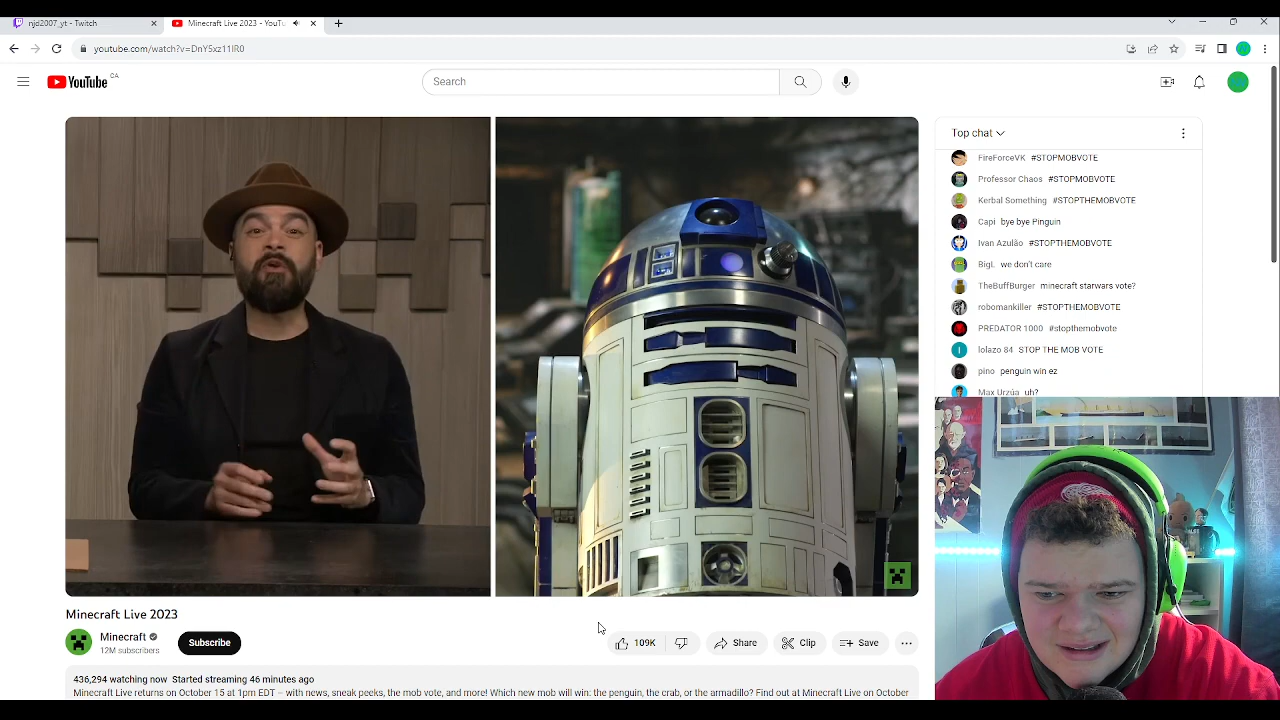 njd2007_yt - Twitch
Minecraft Live 2023 - YouTu
youtube.com/watch?v=DnY5xz11IR0
YouTube CA
Search
Top chat
FireForceVK #STOPMOBVOTE
Professor Chaos #STOPMOBVOTE
Kerbal Something #STOPTHEMOBVOTE
Capi bye bye Pinguin
Ivan Azulão #STOPTHEMOBVOTE
BigL we don't care
TheBuffBurger minecraft starwars vote?
robomankiller #STOPTHEMOBVOTE
PREDATOR 1000 #stopthemobvote
lolazo 84 STOP THE MOB VOTE
pino penguin win ez
Max Urzúa uh?
Minecraft Live 2023
Minecraft
12M subscribers
Subscribe
109K
Share
Clip
Save
436,294 watching now Started streaming 46 minutes ago
Minecraft Live returns on October 15 at 1pm EDT – with news, sneak peeks, the mob vote, and more! Which new mob will win: the penguin, the crab, or the armadillo? Find out at Minecraft Live on October